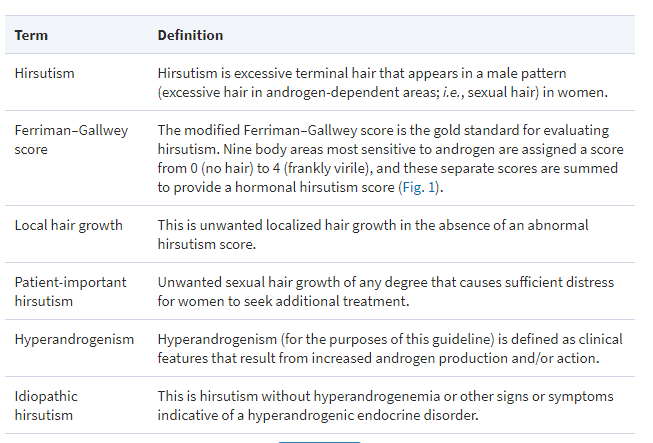 Term Definition
Hirsutism Hirsutism is excessive terminal hair that appears in a male pattern
(excessive hair in androgen-dependent areas; i.e., sexual hair) in women.
Ferriman–Gallwey The modified Ferriman–Gallwey score is the gold standard for evaluating
score hirsutism. Nine body areas most sensitive to androgen are assigned a score
from 0 (no hair) to 4 (frankly virile), and these separate scores are summed
to provide a hormonal hirsutism score (Fig. 1).
Local hair growth This is unwanted localized hair growth in the absence of an abnormal
hirsutism score.
Patient-important Unwanted sexual hair growth of any degree that causes sufficient distress
hirsutism for women to seek additional treatment.
Hyperandrogenism Hyperandrogenism (for the purposes of this guideline) is defined as clinical
features that result from increased androgen production and/or action.
Idiopathic This is hirsutism without hyperandrogenemia or other signs or symptoms
hirsutism indicative of a hyperandrogenic endocrine disorder.